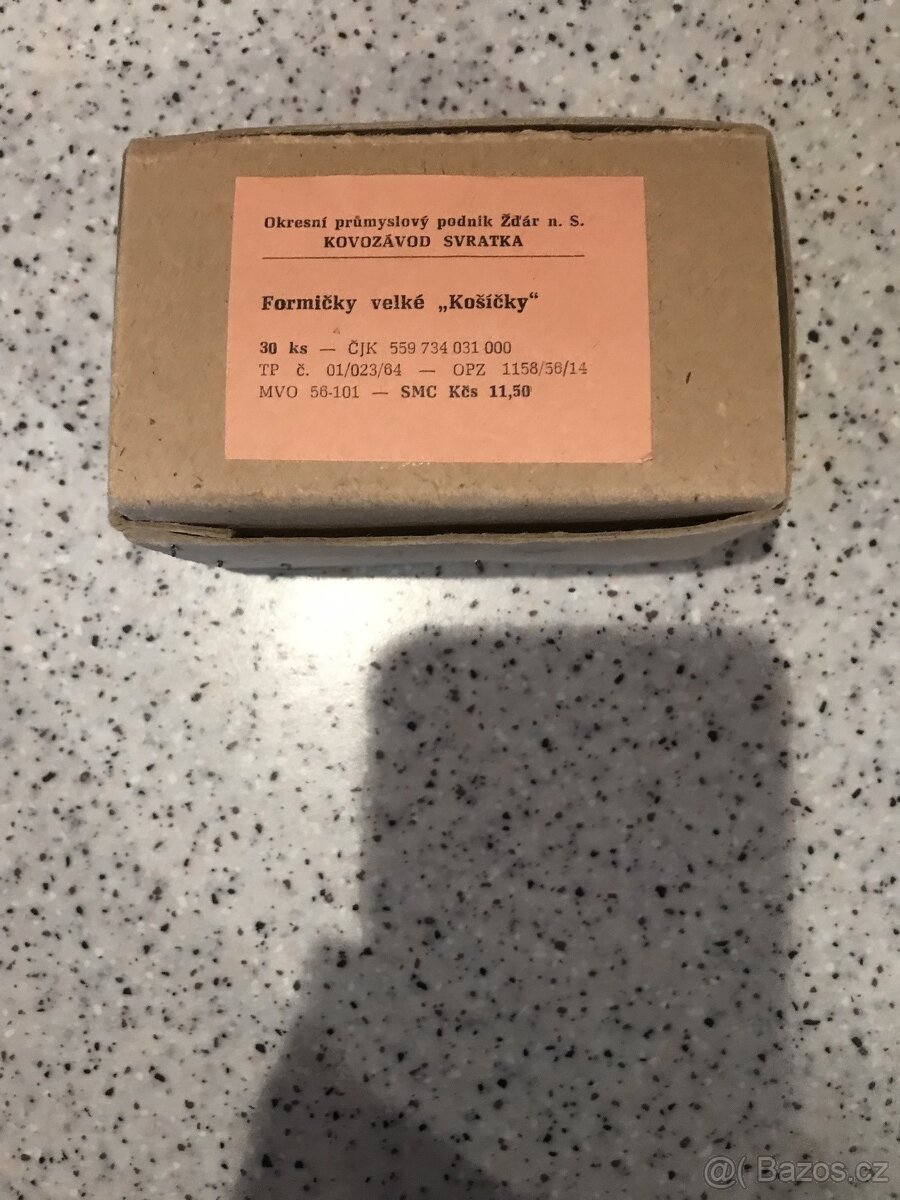 Okresní průmyslový podnik Žďár n. S.
KOVOZÁVOD SVRATKA
Formičky velké „Košíčky“
30 ks — ČJK 559 734 031 000
TP č. 01/023/64 — OPZ 1158/56/14
MVO 56-101 — SMC Kčs 11,50
@( Bazos.cz